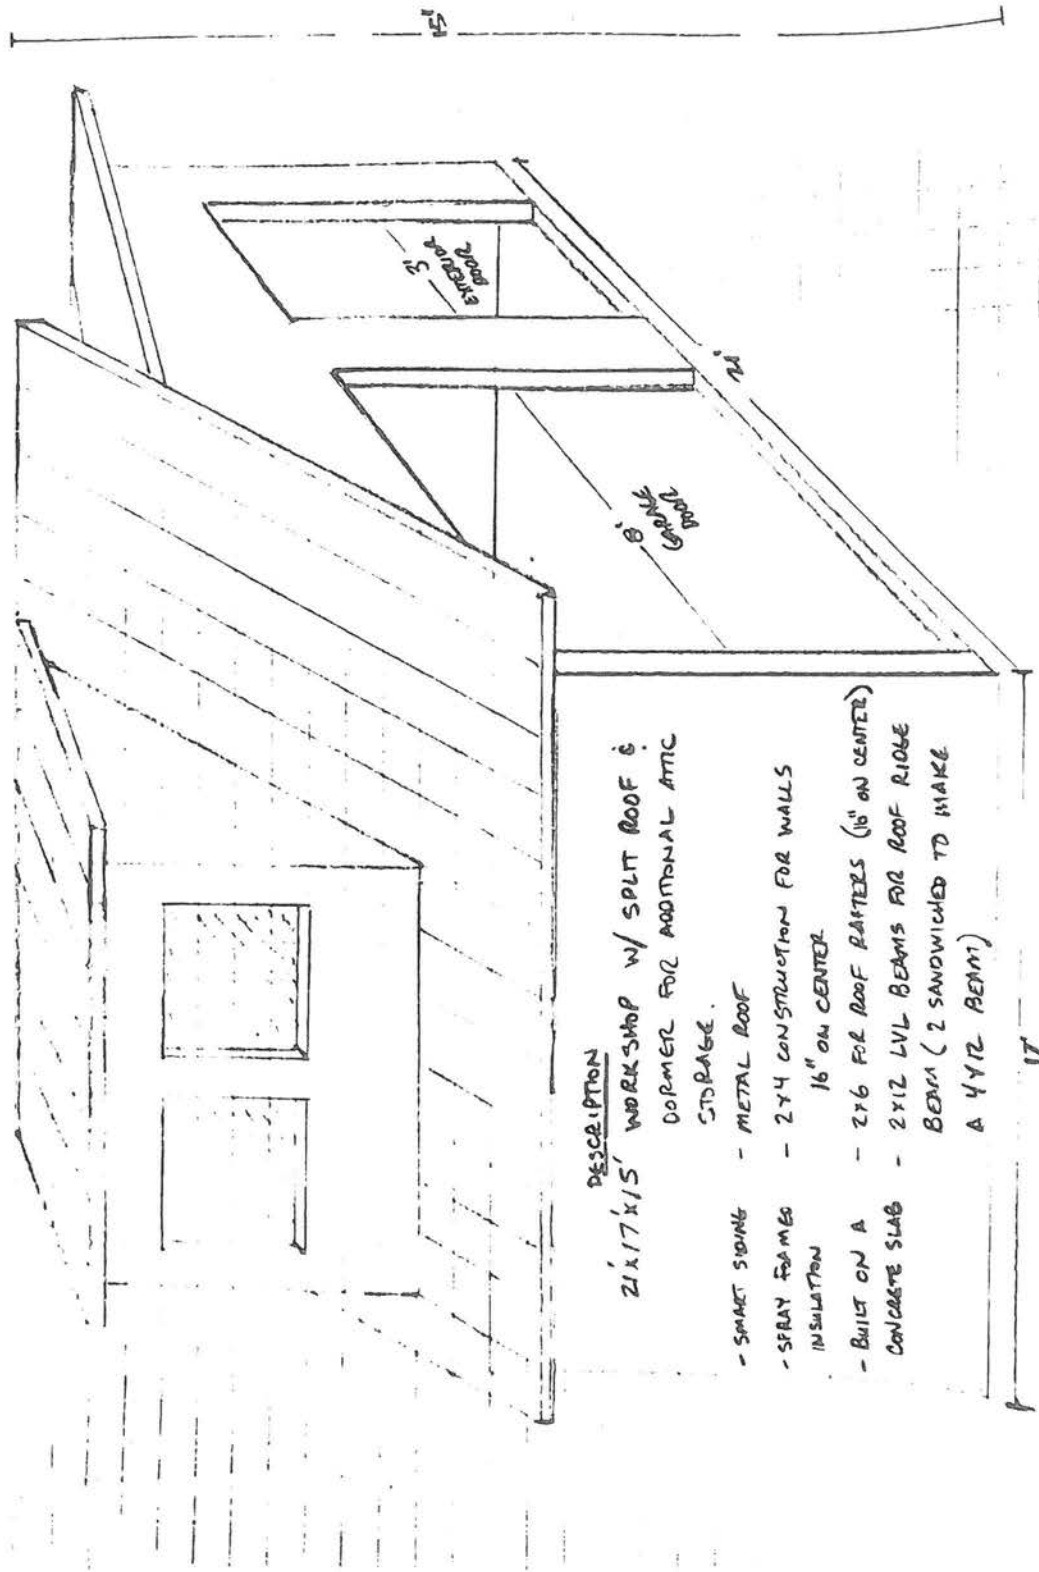 15'
3'
EXTERIOR
DOOR
8'
GARAGE
DOOR
21'
17'
DESCRIPTION
21'x17'x15' WORKSHOP W/ SPLIT ROOF &
DORMER FOR ADDITIONAL ATTIC
STORAGE.
- SMART SIDING
- SPRAY FOAMED
INSULATION
- BUILT ON A
CONCRETE SLAB
- METAL ROOF
- 2x4 CONSTRUCTION FOR WALLS
16" ON CENTER
- 2x6 FOR ROOF RAFTERS (16" ON CENTER)
- 2x12 LVL BEAMS FOR ROOF RIDGE
BEAM (2 SANDWICHED TO MAKE
A 4x12 BEAM)